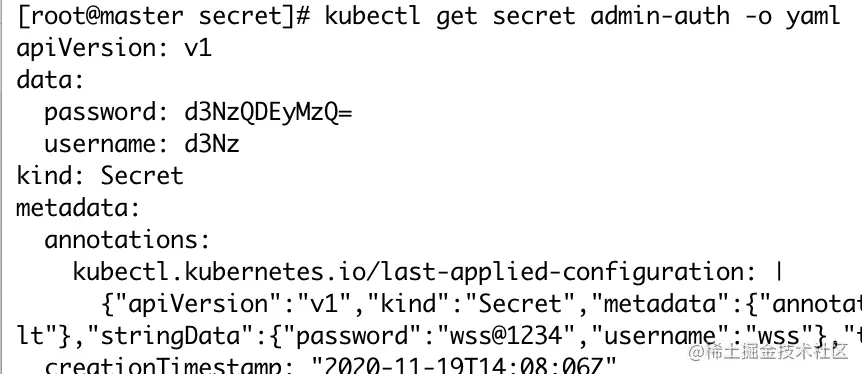 [root@master secret]# kubectl get secret admin-auth -o yaml
apiVersion: v1
data:
  password: d3NzQDEyMzQ=
  username: d3Nz
kind: Secret
metadata:
  annotations:
    kubectl.kubernetes.io/last-applied-configuration: |
      {"apiVersion":"v1","kind":"Secret","metadata":{"annotat
lt"},"stringData":{"password":"wss@1234","username":"wss"},"t
  creationTimestamp: "2020-11-19T14:08:06Z"
@稀土掘金技术社区